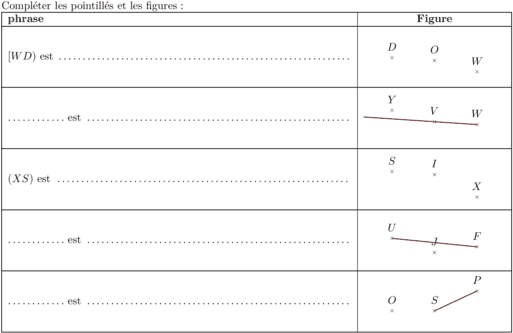 Compléter les pointillés et les figures :
phrase Figure
[WD) est ......................................................
D O W
........... est .................................................
Y V W
(XS) est ......................................................
S I X
........... est .................................................
U J F
........... est .................................................
O S P